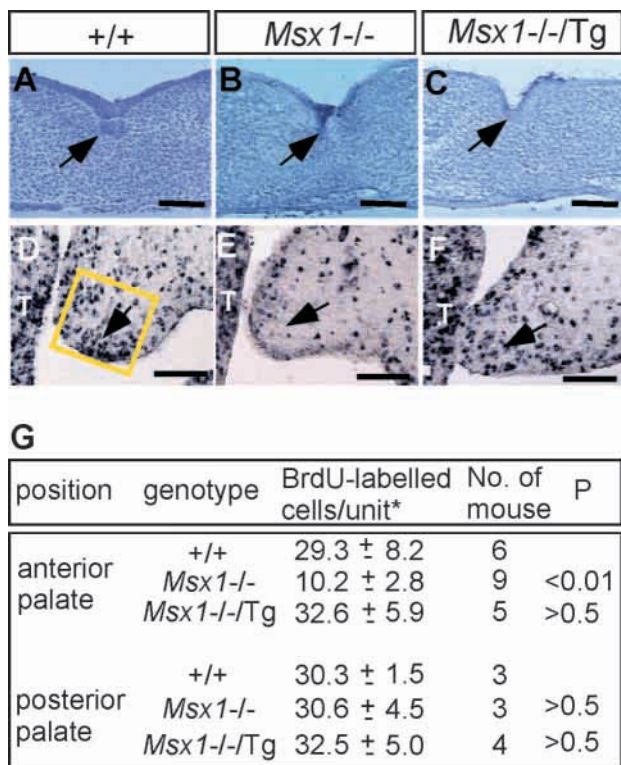 +/+ Msx1-/- Msx1-/-/Tg
A B C
D E F
T T T
G
position genotype BrdU-labelled cells/unit* No. of mouse P
anterior palate
+/+ 29.3 ± 8.2 6
Msx1-/- 10.2 ± 2.8 9 <0.01
Msx1-/-/Tg 32.6 ± 5.9 5 >0.5
posterior palate
+/+ 30.3 ± 1.5 3
Msx1-/- 30.6 ± 4.5 3 >0.5
Msx1-/-/Tg 32.5 ± 5.0 4 >0.5